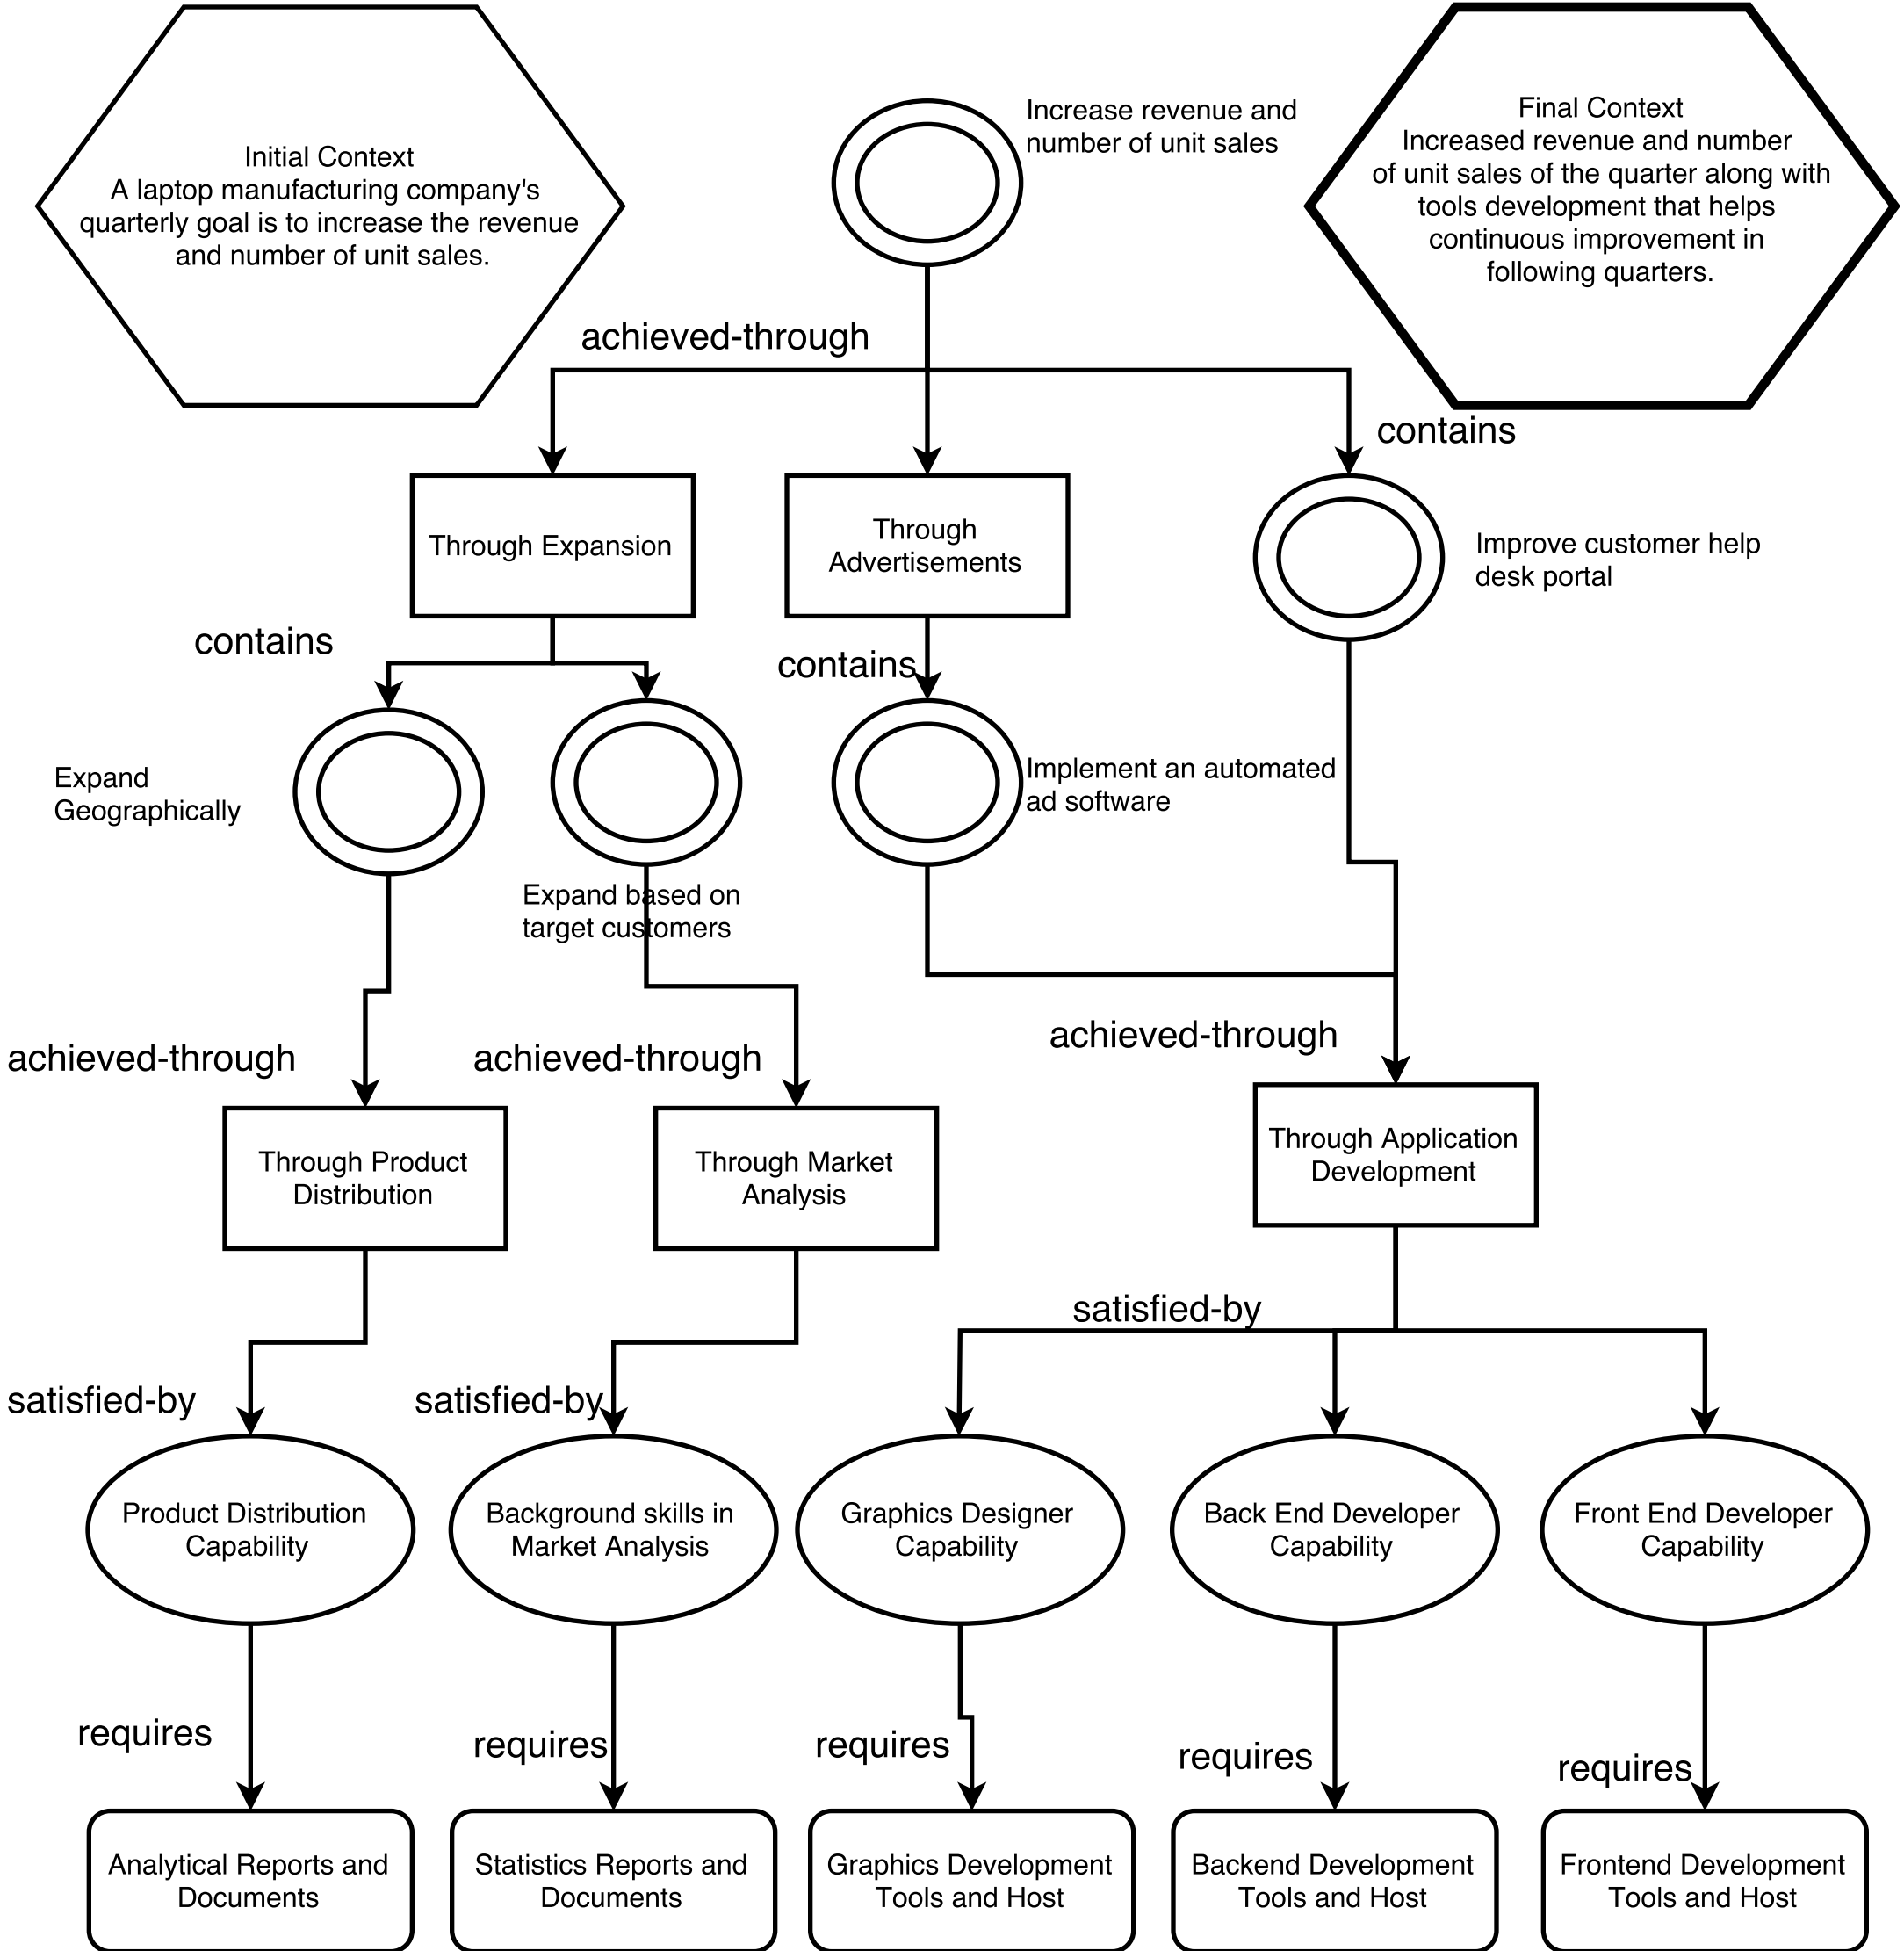 Initial Context
A laptop manufacturing company's
quarterly goal is to increase the revenue
and number of unit sales.
Increase revenue and
number of unit sales
Final Context
Increased revenue and number
of unit sales of the quarter along with
tools development that helps
continuous improvement in
following quarters.
achieved-through
contains
Through Expansion
Through
Advertisements
Improve customer help
desk portal
contains
contains
Expand
Geographically
Expand based on
target customers
Implement an automated
ad software
achieved-through
achieved-through
achieved-through
Through Product
Distribution
Through Market
Analysis
Through Application
Development
satisfied-by
satisfied-by
satisfied-by
Product Distribution
Capability
Background skills in
Market Analysis
Graphics Designer
Capability
Back End Developer
Capability
Front End Developer
Capability
requires
requires
requires
requires
requires
Analytical Reports and
Documents
Statistics Reports and
Documents
Graphics Development
Tools and Host
Backend Development
Tools and Host
Frontend Development
Tools and Host